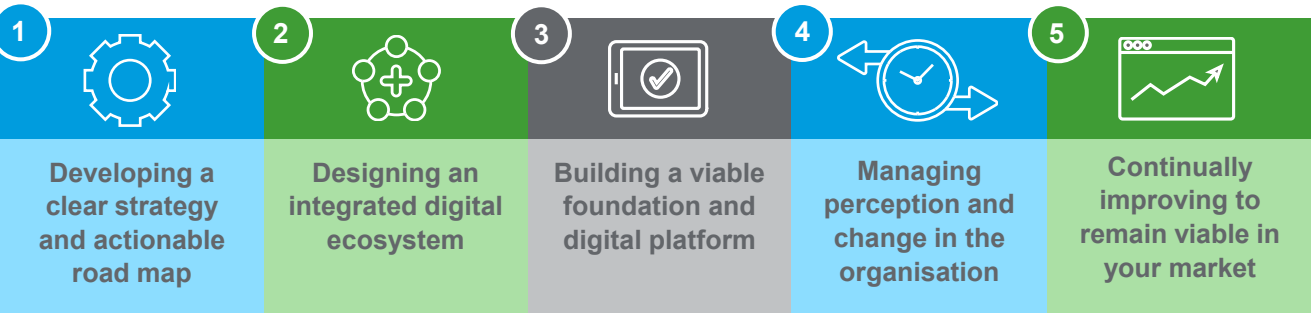 1
Developing a
clear strategy
and actionable
road map
2
Designing an
integrated digital
ecosystem
3
Building a viable
foundation and
digital platform
4
Managing
perception and
change in the
organisation
5
Continually
improving to
remain viable in
your market